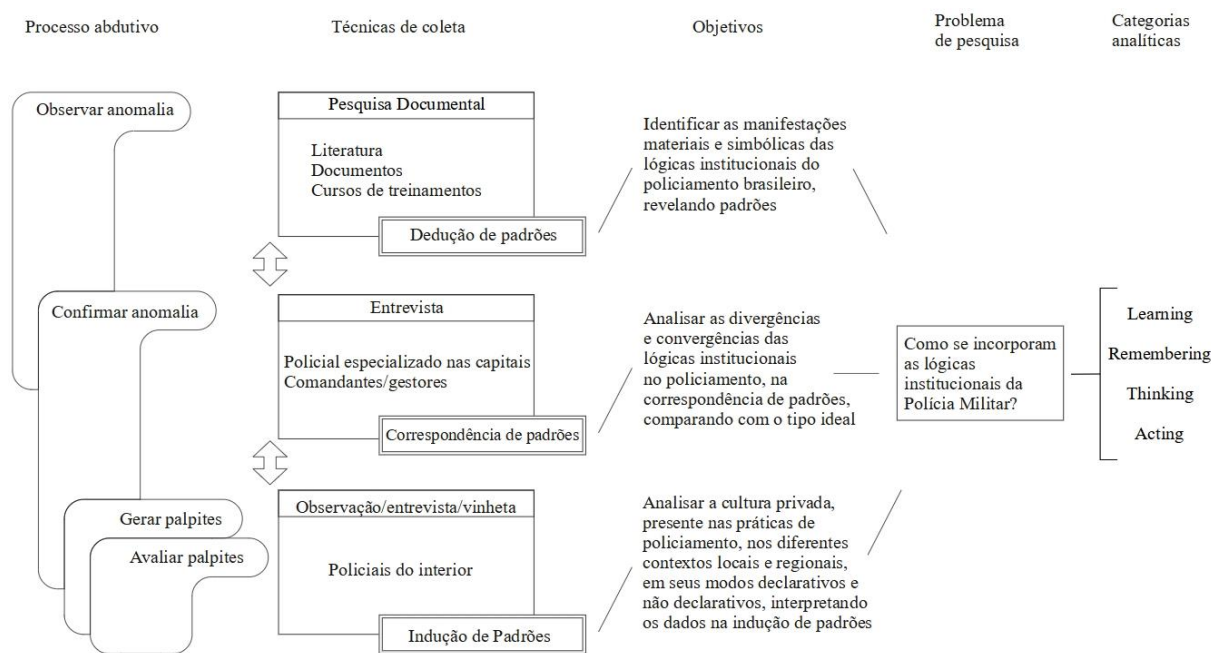 Processo abdutivo
Técnicas de coleta
Objetivos
Problema
de pesquisa
Categorias
analíticas
Observar anomalia
Confirmar anomalia
Gerar palpites
Avaliar palpites
Pesquisa Documental
Literatura
Documentos
Cursos de treinamentos
Dedução de padrões
Entrevista
Policial especializado nas capitais
Comandantes/gestores
Correspondência de padrões
Observação/entrevista/vinheta
Policiais do interior
Indução de Padrões
Identificar as manifestações
materiais e simbólicas das
lógicas institucionais do
policiamento brasileiro,
revelando padrões
Analisar as divergências
e convergências das
lógicas institucionais
no policiamento, na
correspondência de padrões,
comparando com o tipo ideal
Analisar a cultura privada,
presente nas práticas de
policiamento, nos diferentes
contextos locais e regionais,
em seus modos declarativos e
não declarativos, interpretando
os dados na indução de padrões
Como se incorporam
as lógicas
institucionais da
Polícia Militar?
Learning
Remembering
Thinking
Acting